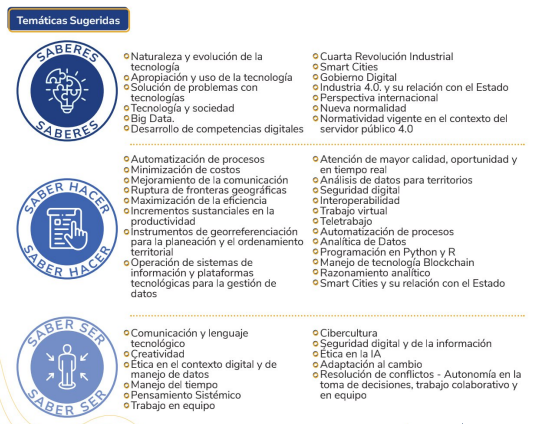 Temáticas Sugeridas
SABERES
SABERES
Naturaleza y evolución de la
tecnología
Apropiación y uso de la tecnología
Solución de problemas con
tecnologías
Tecnología y sociedad
Big Data.
Desarrollo de competencias digitales
Cuarta Revolución Industrial
Smart Cities
Gobierno Digital
Industria 4.0. y su relación con el Estado
Perspectiva internacional
Nueva normalidad
Normatividad vigente en el contexto del
servidor público 4.0
SABER HACER
SABER HACER
Automatización de procesos
Minimización de costos
Mejoramiento de la comunicación
Ruptura de fronteras geográficas
Maximización de la eficiencia
Incrementos sustanciales en la
productividad
Instrumentos de georreferenciación
para la planeación y el ordenamiento
territorial
Operación de sistemas de
información y plataformas
tecnológicas para la gestión de
datos
Atención de mayor calidad, oportunidad y
en tiempo real
Análisis de datos para territorios
Seguridad digital
Interoperabilidad
Trabajo virtual
Teletrabajo
Automatización de procesos
Analítica de Datos
Programación en Python y R
Manejo de tecnología Blockchain
Razonamiento analítico
Smart Cities y su relación con el Estado
SABER SER
SABER SER
Comunicación y lenguaje
tecnológico
Creatividad
Ética en el contexto digital y de
manejo de datos
Manejo del tiempo
Pensamiento Sistémico
Trabajo en equipo
Cibercultura
Seguridad digital y de la información
Ética en la IA
Adaptación al cambio
Resolución de conflictos - Autonomía en la
toma de decisiones, trabajo colaborativo y
en equipo